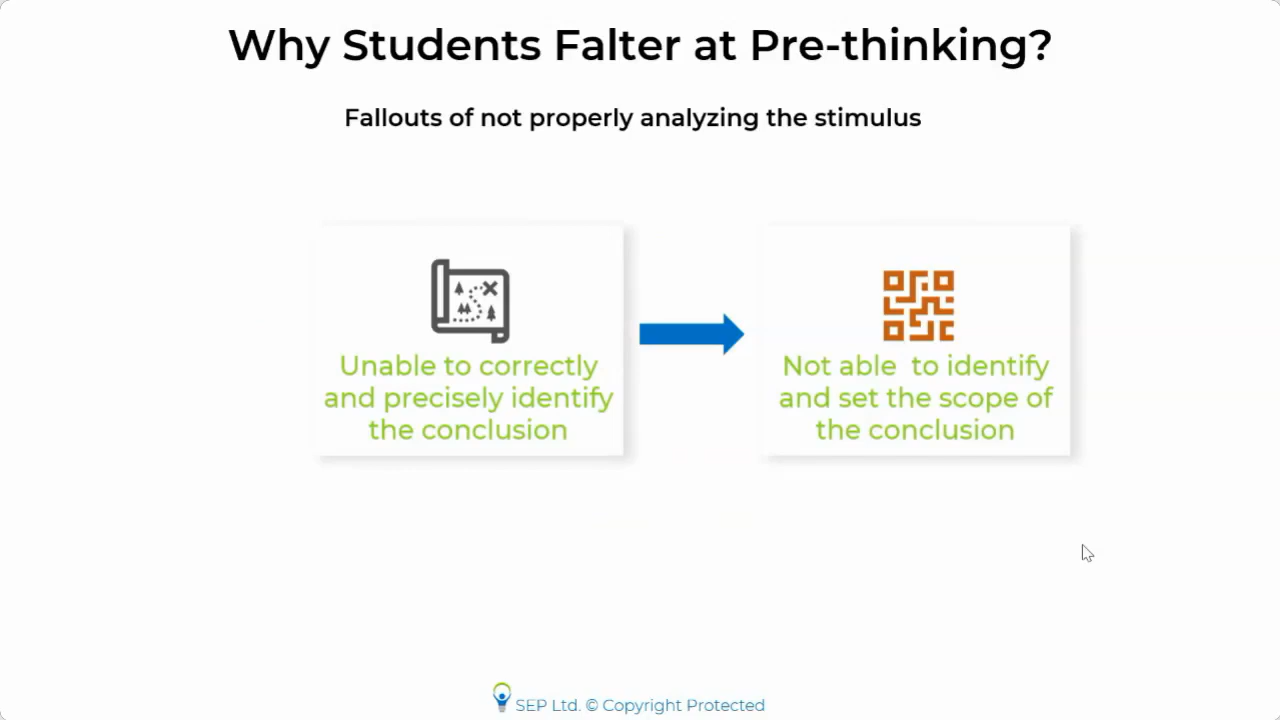 Why Students Falter at Pre-thinking?
Fallouts of not properly analyzing the stimulus
Unable to correctly
and precisely identify
the conclusion
Not able to identify
and set the scope of
the conclusion
SEP Ltd. © Copyright Protected